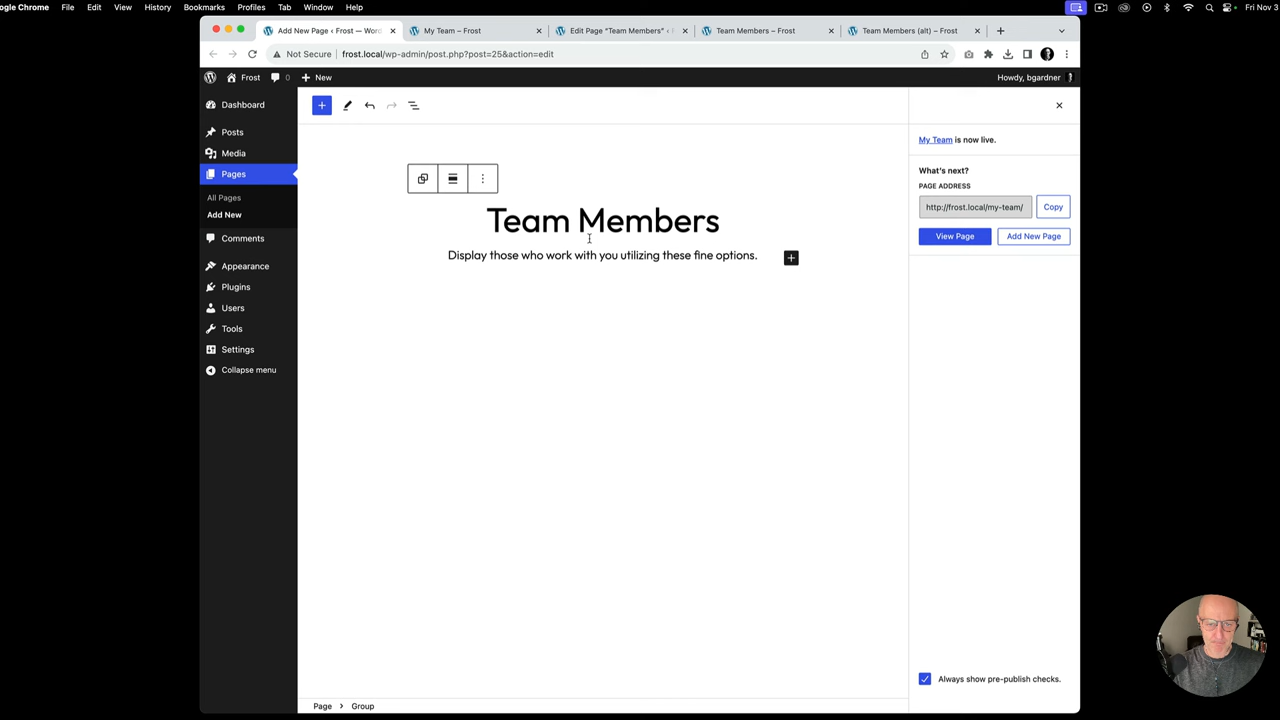 ogle Chrome File Edit View History Bookmarks Profiles Tab Window Help Fri Nov 3
Add New Page ‹ Frost — Word My Team – Frost Edit Page "Team Members" ‹ Team Members – Frost Team Members (alt) – Frost
Not Secure frost.local/wp-admin/post.php?post=25&action=edit
Frost 0 + New Howdy, bgardner
Dashboard
Posts
Media
Pages
All Pages
Add New
Comments
Appearance
Plugins
Users
Tools
Settings
Collapse menu
Team Members
Display those who work with you utilizing these fine options.
My Team is now live.
What's next?
PAGE ADDRESS
http://frost.local/my-team/ Copy
View Page Add New Page
Always show pre-publish checks.
Page › Group